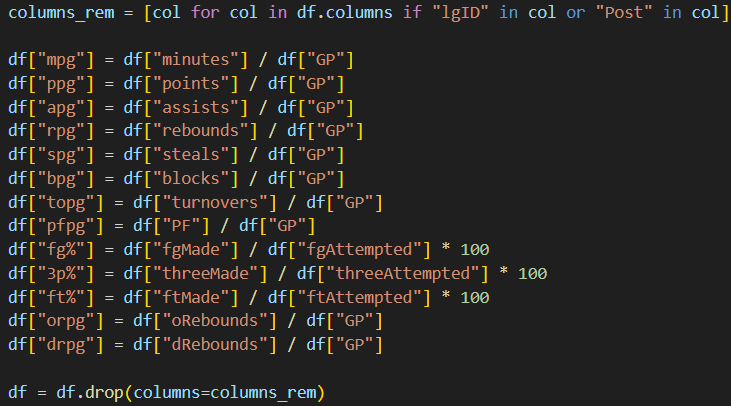 columns_rem = [col for col in df.columns if "lgID" in col or "Post" in col]
df["mpg"] = df["minutes"] / df["GP"]
df["ppg"] = df["points"] / df["GP"]
df["apg"] = df["assists"] / df["GP"]
df["rpg"] = df["rebounds"] / df["GP"]
df["spg"] = df["steals"] / df["GP"]
df["bpg"] = df["blocks"] / df["GP"]
df["topg"] = df["turnovers"] / df["GP"]
df["pfpg"] = df["PF"] / df["GP"]
df["fg%"] = df["fgMade"] / df["fgAttempted"] * 100
df["3p%"] = df["threeMade"] / df["threeAttempted"] * 100
df["ft%"] = df["ftMade"] / df["ftAttempted"] * 100
df["orpg"] = df["oRebounds"] / df["GP"]
df["drpg"] = df["dRebounds"] / df["GP"]
df = df.drop(columns=columns_rem)